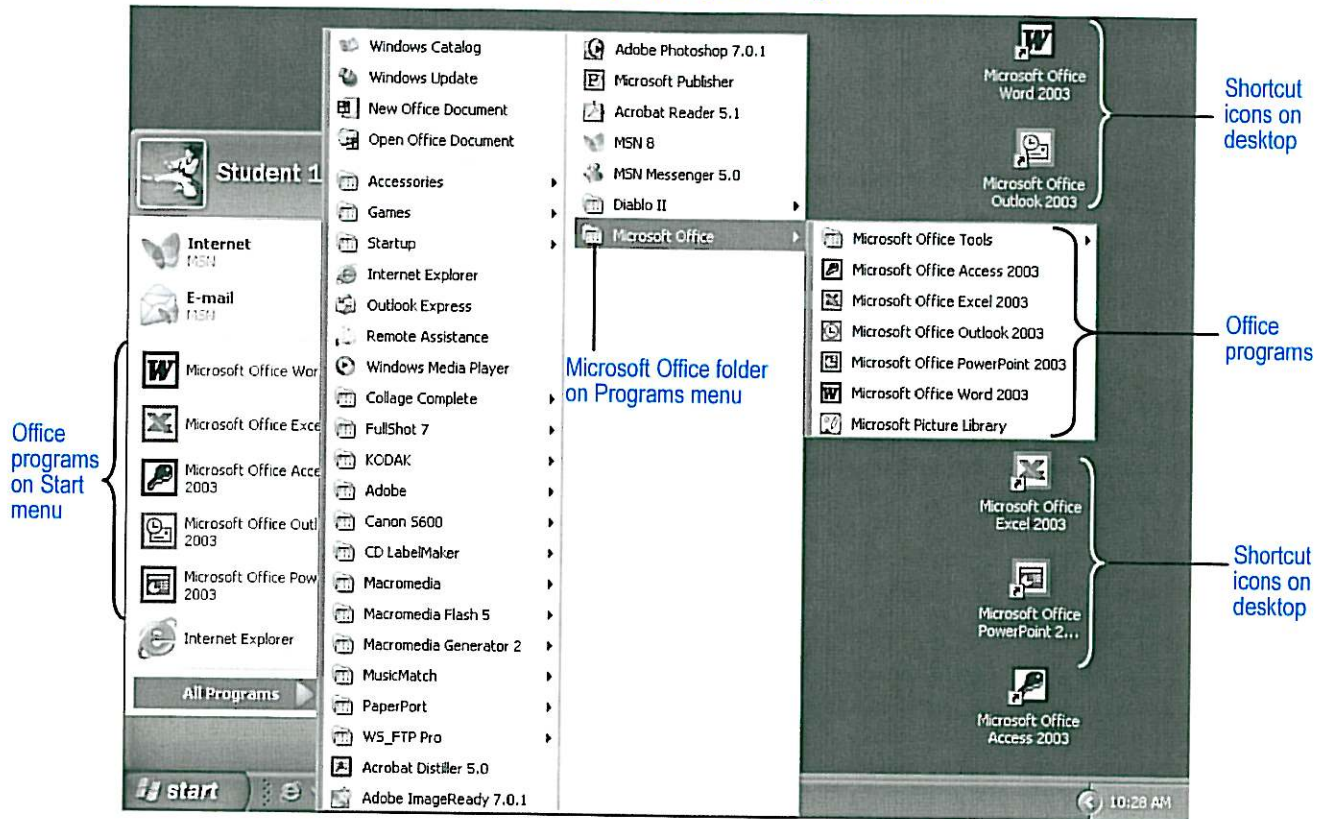 Windows Catalog
Windows Update
New Office Document
Open Office Document
Accessories
Games
Startup
Internet Explorer
Outlook Express
Remote Assistance
Windows Media Player
Collage Complete
FullShot 7
KODAK
Adobe
Canon 5600
CD LabelMaker
Macromedia
Macromedia Flash 5
Macromedia Generator 2
MusicMatch
PaperPort
WS_FTP Pro
Acrobat Distiller 5.0
Adobe ImageReady 7.0.1
Adobe Photoshop 7.0.1
Microsoft Publisher
Acrobat Reader 5.1
MSN 8
MSN Messenger 5.0
Diablo II
Microsoft Office
Microsoft Office folder
on Programs menu
Microsoft Office Tools
Microsoft Office Access 2003
Microsoft Office Excel 2003
Microsoft Office Outlook 2003
Microsoft Office PowerPoint 2003
Microsoft Office Word 2003
Microsoft Picture Library
Office
programs
Student 1
Internet
MSN
E-mail
MSN
Microsoft Office Wor
Microsoft Office Exce
Microsoft Office Acce
2003
Microsoft Office Outl
2003
Microsoft Office Pow
2003
Internet Explorer
All Programs
start
Office
programs
on Start
menu
Microsoft Office
Word 2003
Microsoft Office
Outlook 2003
Shortcut
icons on
desktop
Microsoft Office
Excel 2003
Microsoft Office
PowerPoint 2...
Shortcut
icons on
desktop
Microsoft Office
Access 2003
10:28 AM